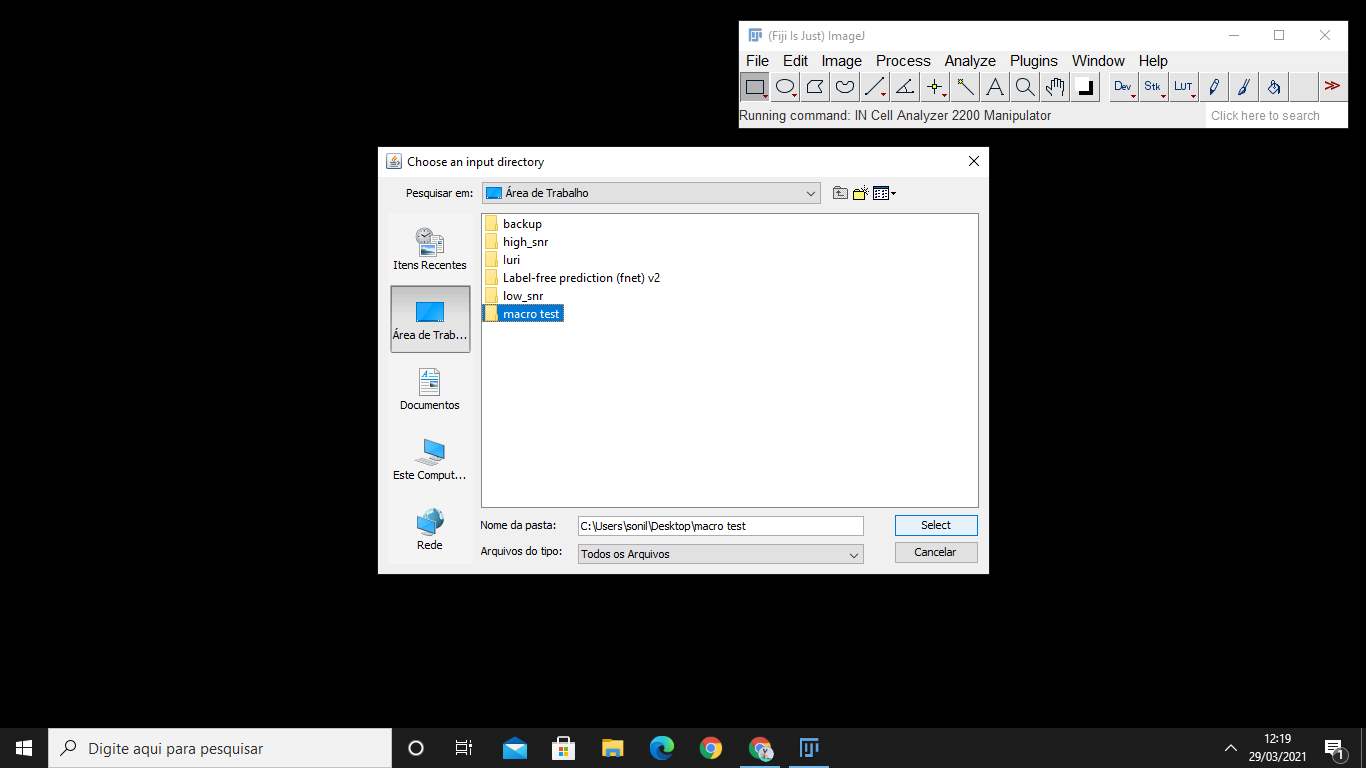 (Fiji Is Just) ImageJ
File Edit Image Process Analyze Plugins Window Help
Dev Stk LUT
Running command: IN Cell Analyzer 2200 Manipulator
Click here to search
Choose an input directory
Pesquisar em: Área de Trabalho
Itens Recentes
Área de Trab...
Documentos
Este Comput...
Rede
backup
high_snr
Iuri
Label-free prediction (fnet) v2
low_snr
macro test
Nome da pasta: C:\Users\sonil\Desktop\macro test
Select
Arquivos do tipo: Todos os Arquivos
Cancelar
Digite aqui para pesquisar
12:19
29/03/2021
1